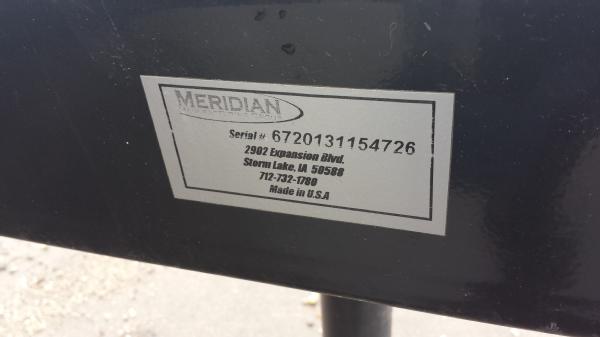 MERIDIAN
Serial # 6720131154726
2902 Expansion Blvd.
Storm Lake, IA 50588
712-732-1780
Made in U.S.A